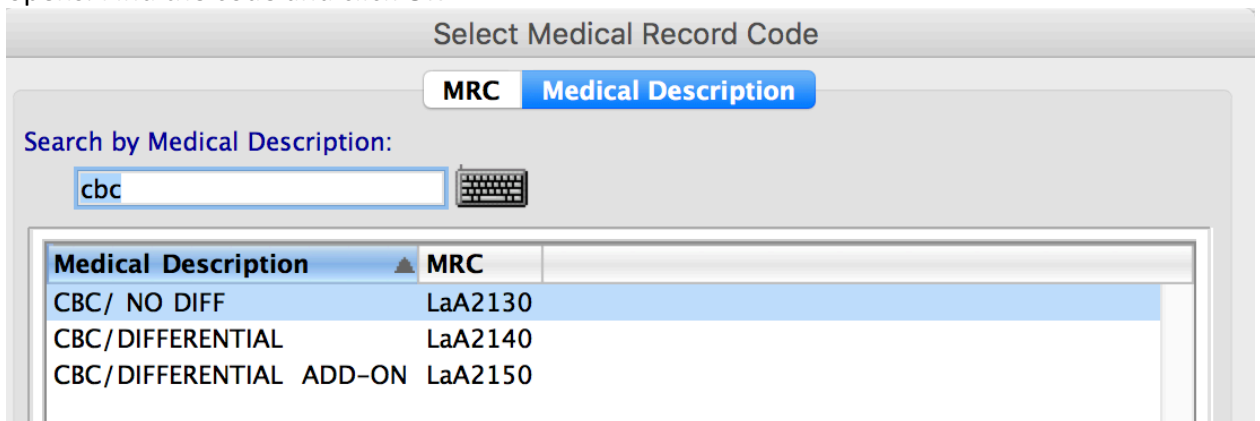 Select Medical Record Code
MRC Medical Description
Search by Medical Description:
cbc
Medical Description MRC
CBC/ NO DIFF LaA2130
CBC/DIFFERENTIAL LaA2140
CBC/DIFFERENTIAL ADD-ON LaA2150